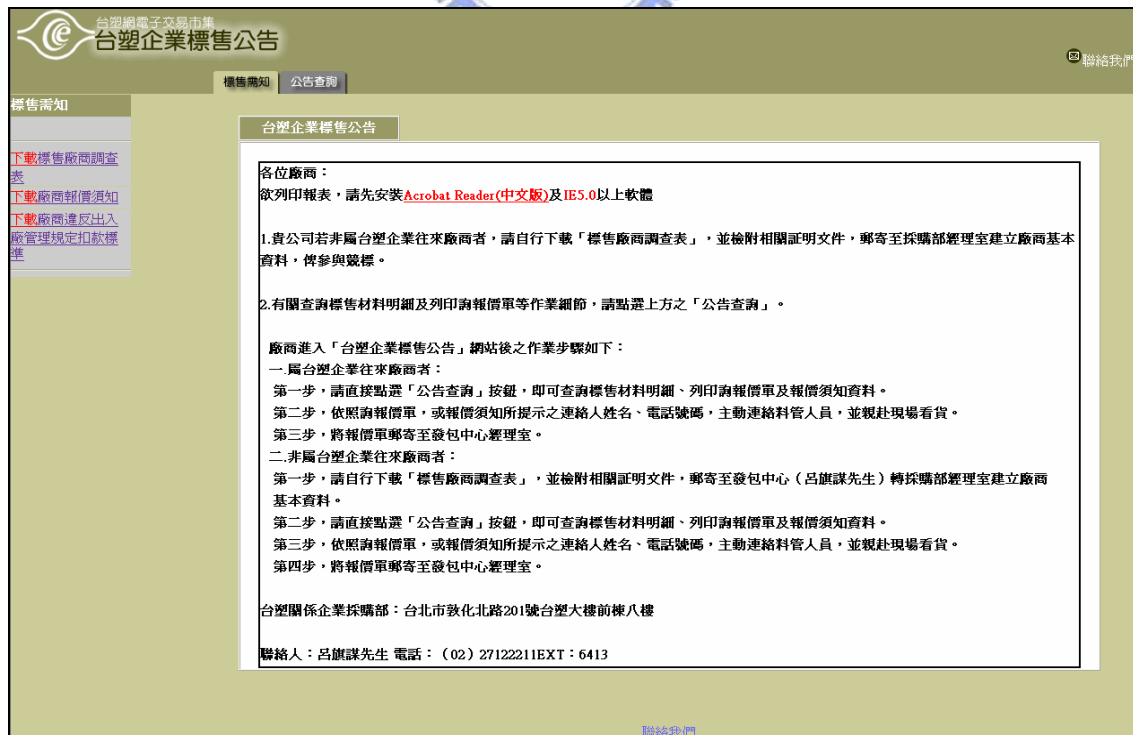 台塑網電子交易市集
台塑企業標售公告
聯絡我們
標售需知
公告查詢
標售需知
下載標售廠商調查
表
下載廠商報價須知
下載廠商違反出入
廠管理規定扣款標
準
台塑企業標售公告
各位廠商：
欲列印報表，請先安裝Acrobat Reader(中文版)及IE5.0以上軟體
1.貴公司若非屬台塑企業往來廠商者，請自行下載「標售廠商調查表」，並檢附相關証明文件，郵寄至採購部經理室建立廠商基本
資料，俾參與競標。
2.有關查詢標售材料明細及列印詢報價單等作業細節，請點選上方之「公告查詢」。
廠商進入「台塑企業標售公告」網站後之作業步驟如下：
一.屬台塑企業往來廠商者：
第一步，請直接點選「公告查詢」按鈕，即可查詢標售材料明細、列印詢報價單及報價須知資料。
第二步，依照詢報價單，或報價須知所提示之連絡人姓名、電話號碼，主動連絡料管人員，並親赴現場看貨。
第三步，將報價單郵寄至發包中心經理室。
二.非屬台塑企業往來廠商者：
第一步，請自行下載「標售廠商調查表」，並檢附相關証明文件，郵寄至發包中心（呂旗謀先生）轉採購部經理室建立廠商
基本資料。
第二步，請直接點選「公告查詢」按鈕，即可查詢標售材料明細、列印詢報價單及報價須知資料。
第三步，依照詢報價單，或報價須知所提示之連絡人姓名、電話號碼，主動連絡料管人員，並親赴現場看貨。
第四步，將報價單郵寄至發包中心經理室。
台塑關係企業採購部：台北市敦化北路201號台塑大樓前棟八樓
聯絡人：呂旗謀先生 電話：（02）27122211EXT：6413
聯絡我們